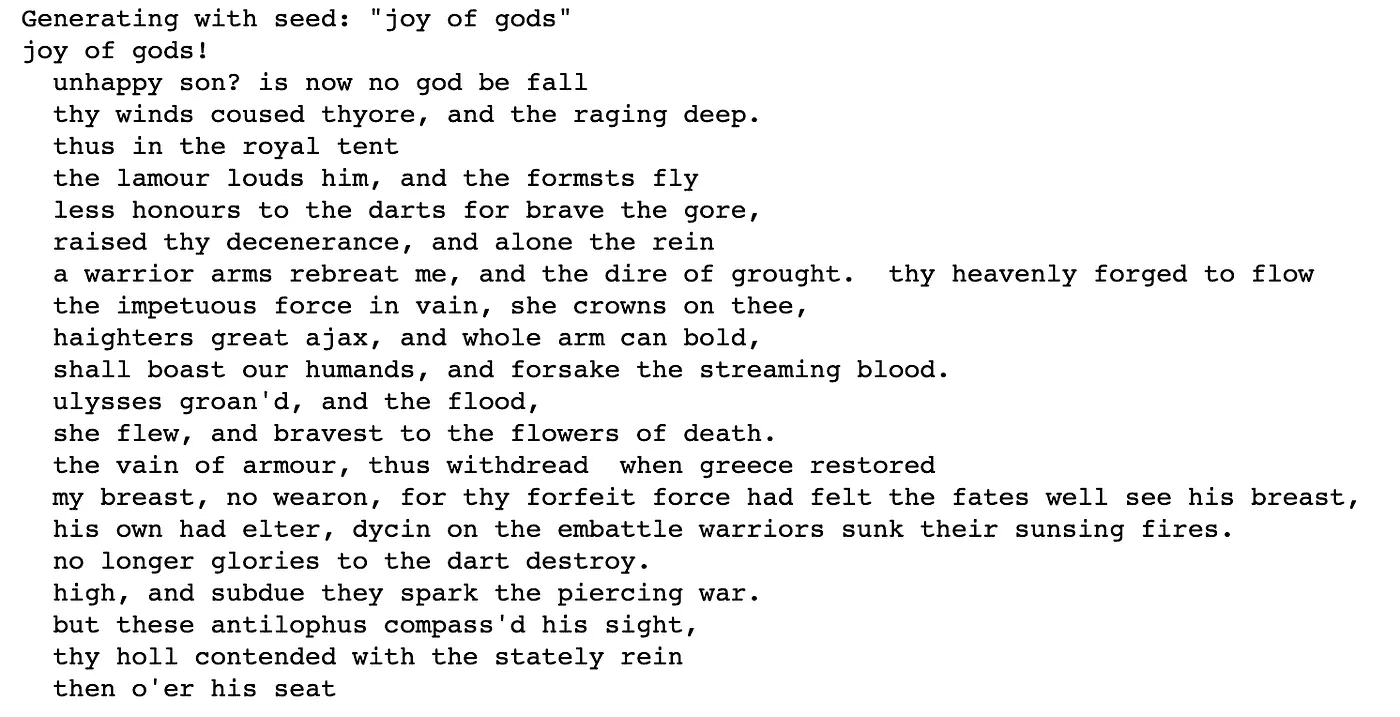 Generating with seed: "joy of gods"
joy of gods!
unhappy son? is now no god be fall
thy winds coused thyore, and the raging deep.
thus in the royal tent
the lamour louds him, and the formsts fly
less honours to the darts for brave the gore,
raised thy decenerance, and alone the rein
a warrior arms rebreat me, and the dire of grought.  thy heavenly forged to flow
the impetuous force in vain, she crowns on thee,
haighters great ajax, and whole arm can bold,
shall boast our humands, and forsake the streaming blood.
ulysses groan'd, and the flood,
she flew, and bravest to the flowers of death.
the vain of armour, thus withdread  when greece restored
my breast, no wearon, for thy forfeit force had felt the fates well see his breast,
his own had elter, dycin on the embattle warriors sunk their sunsing fires.
no longer glories to the dart destroy.
high, and subdue they spark the piercing war.
but these antilophus compass'd his sight,
thy holl contended with the stately rein
then o'er his seat